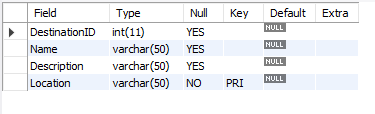 Field Type Null Key Default Extra
DestinationID int(11) YES NULL
Name varchar(50) YES NULL
Description varchar(50) YES NULL
Location varchar(50) NO PRI NULL